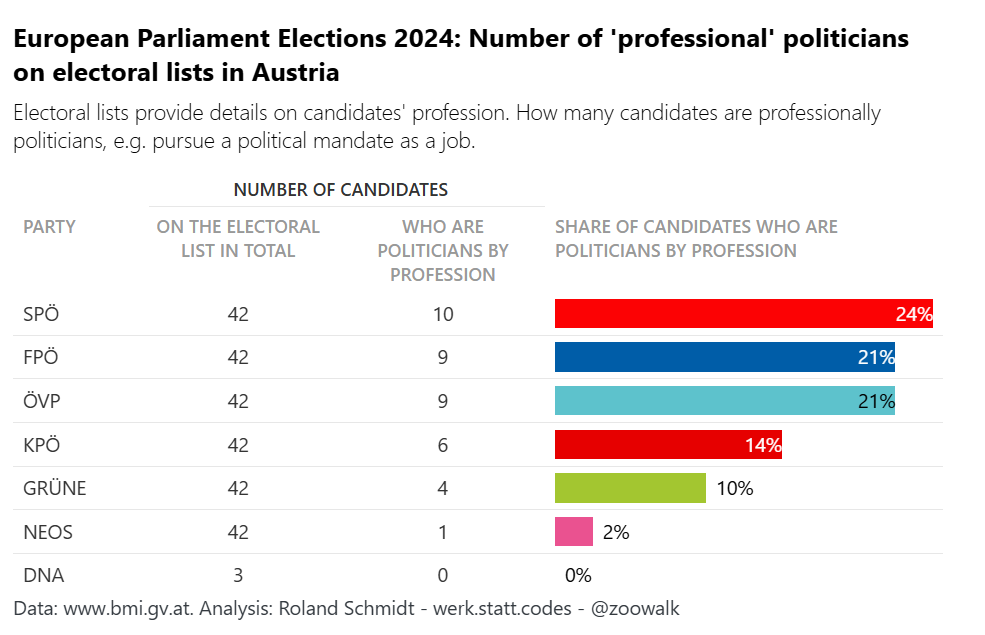 European Parliament Elections 2024: Number of 'professional' politicians
on electoral lists in Austria
Electoral lists provide details on candidates' profession. How many candidates are professionally
politicians, e.g. pursue a political mandate as a job.
NUMBER OF CANDIDATES
PARTY ON THE ELECTORAL WHO ARE SHARE OF CANDIDATES WHO ARE
LIST IN TOTAL POLITICIANS BY POLITICIANS BY PROFESSION
PROFESSION
SPÖ 42 10 24%
FPÖ 42 9 21%
ÖVP 42 9 21%
KPÖ 42 6 14%
GRÜNE 42 4 10%
NEOS 42 1 2%
DNA 3 0 0%
Data: www.bmi.gv.at. Analysis: Roland Schmidt - werk.statt.codes - @zoowalk